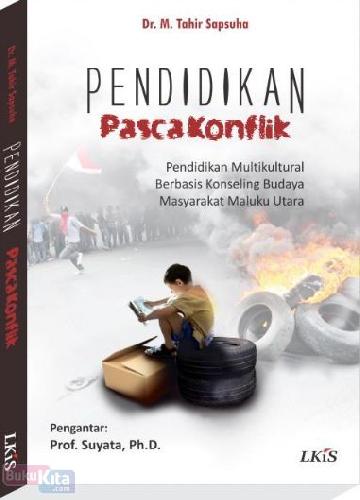 Dr. M. Tahir Sapsuha
PENDIDIKAN
PascaKonflik
Pendidikan Multikultural
Berbasis Konseling Budaya
Masyarakat Maluku Utara
Pengantar:
Prof. Suyata, Ph.D.
LKiS
Dr. M. Tahir Sapsuha
PENDIDIKAN
PascaKonflik
LKiS
BukuKita
.com